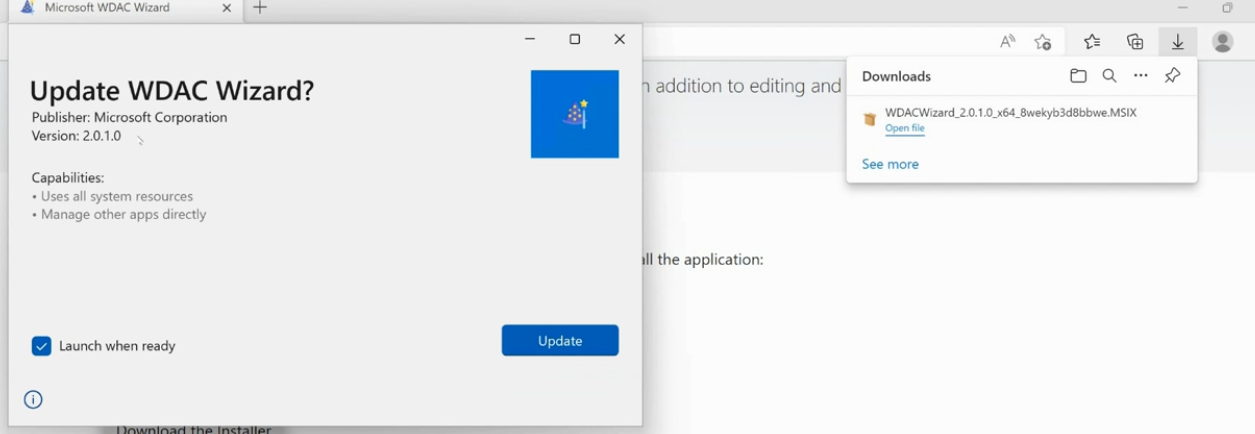 Microsoft WDAC Wizard
Update WDAC Wizard?
Publisher: Microsoft Corporation
Version: 2.0.1.0
Capabilities:
• Uses all system resources
• Manage other apps directly
Launch when ready
Update
Download the Installer
n addition to editing and
all the application:
Downloads
WDACWizard_2.0.1.0_x64_8wekyb3d8bbwe.MSIX
Open file
See more